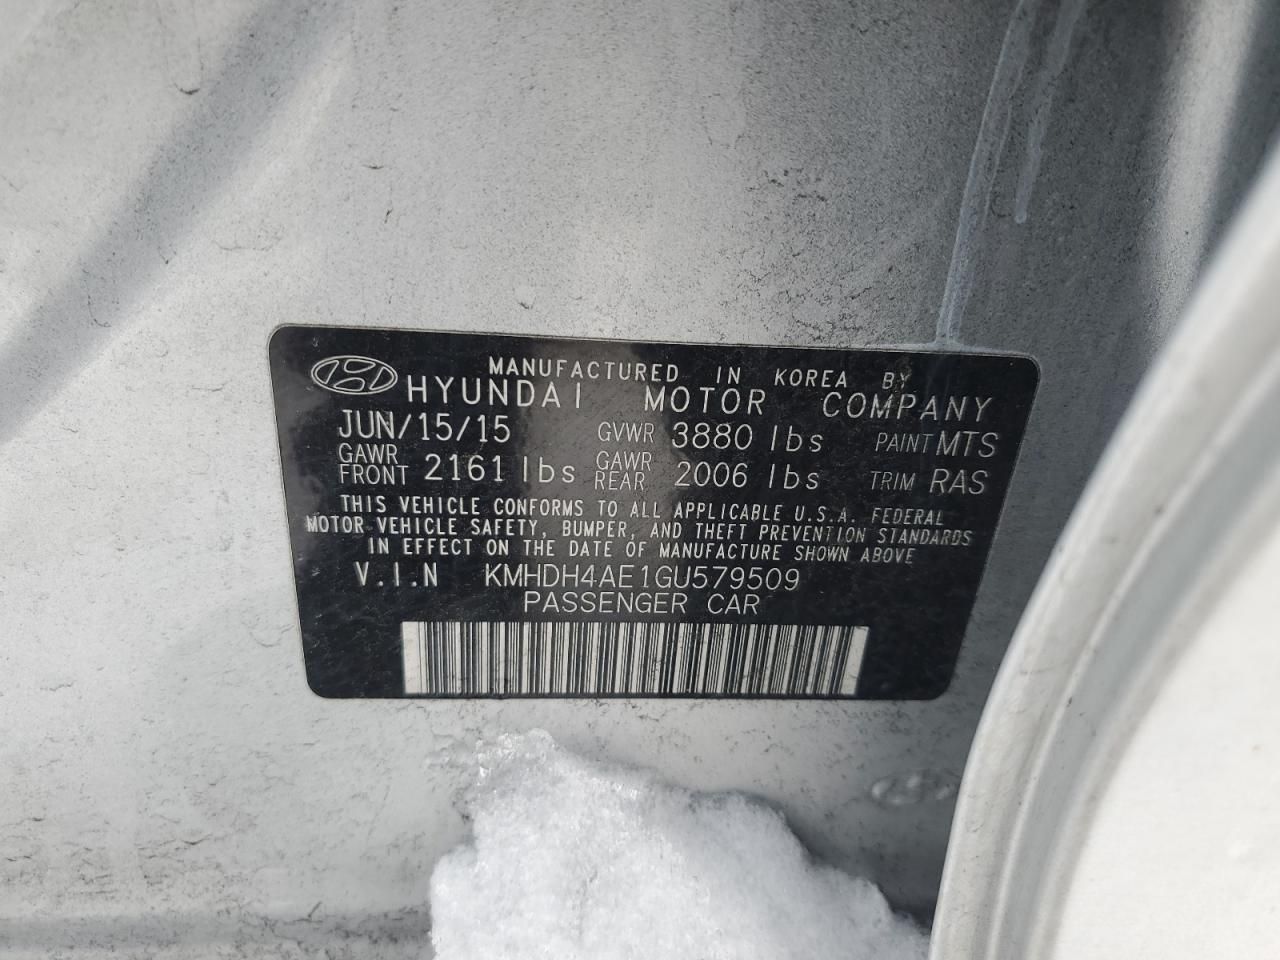 MANUFACTURED IN KOREA BY
HYUNDAI MOTOR COMPANY
JUN/15/15 GVWR 3880 lbs PAINT MTS
GAWR FRONT 2161 lbs GAWR REAR 2006 lbs TRIM RAS
THIS VEHICLE CONFORMS TO ALL APPLICABLE U.S.A. FEDERAL
MOTOR VEHICLE SAFETY, BUMPER, AND THEFT PREVENTION STANDARDS
IN EFFECT ON THE DATE OF MANUFACTURE SHOWN ABOVE
V.I.N KMHDH4AE1GU579509
PASSENGER CAR